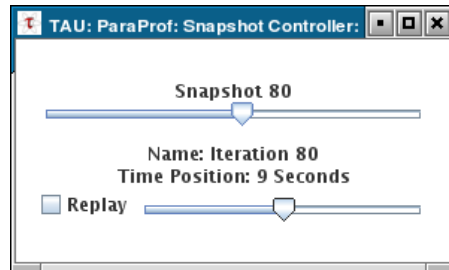 TAU: ParaProf: Snapshot Controller:
Snapshot 80
Name: Iteration 80
Time Position: 9 Seconds
Replay